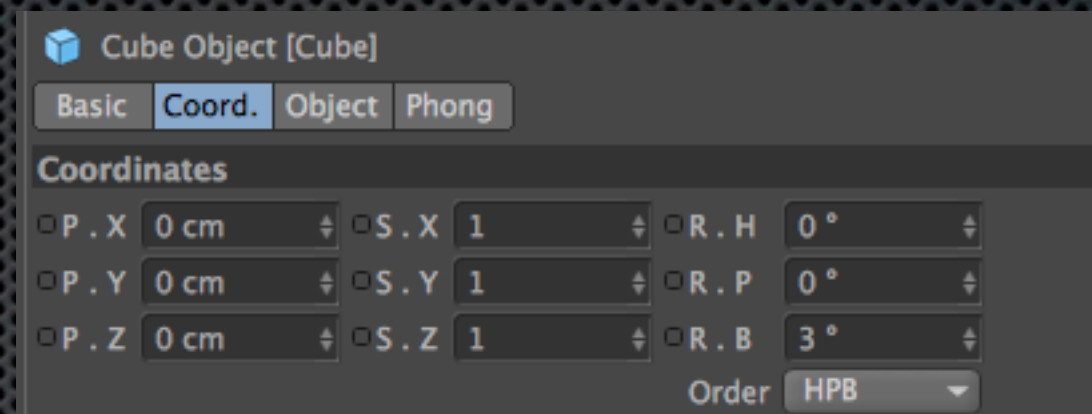 Cube Object [Cube]
Basic Coord. Object Phong
Coordinates
P . X 0 cm S . X 1 R . H 0 °
P . Y 0 cm S . Y 1 R . P 0 °
P . Z 0 cm S . Z 1 R . B 3 °
Order HPB